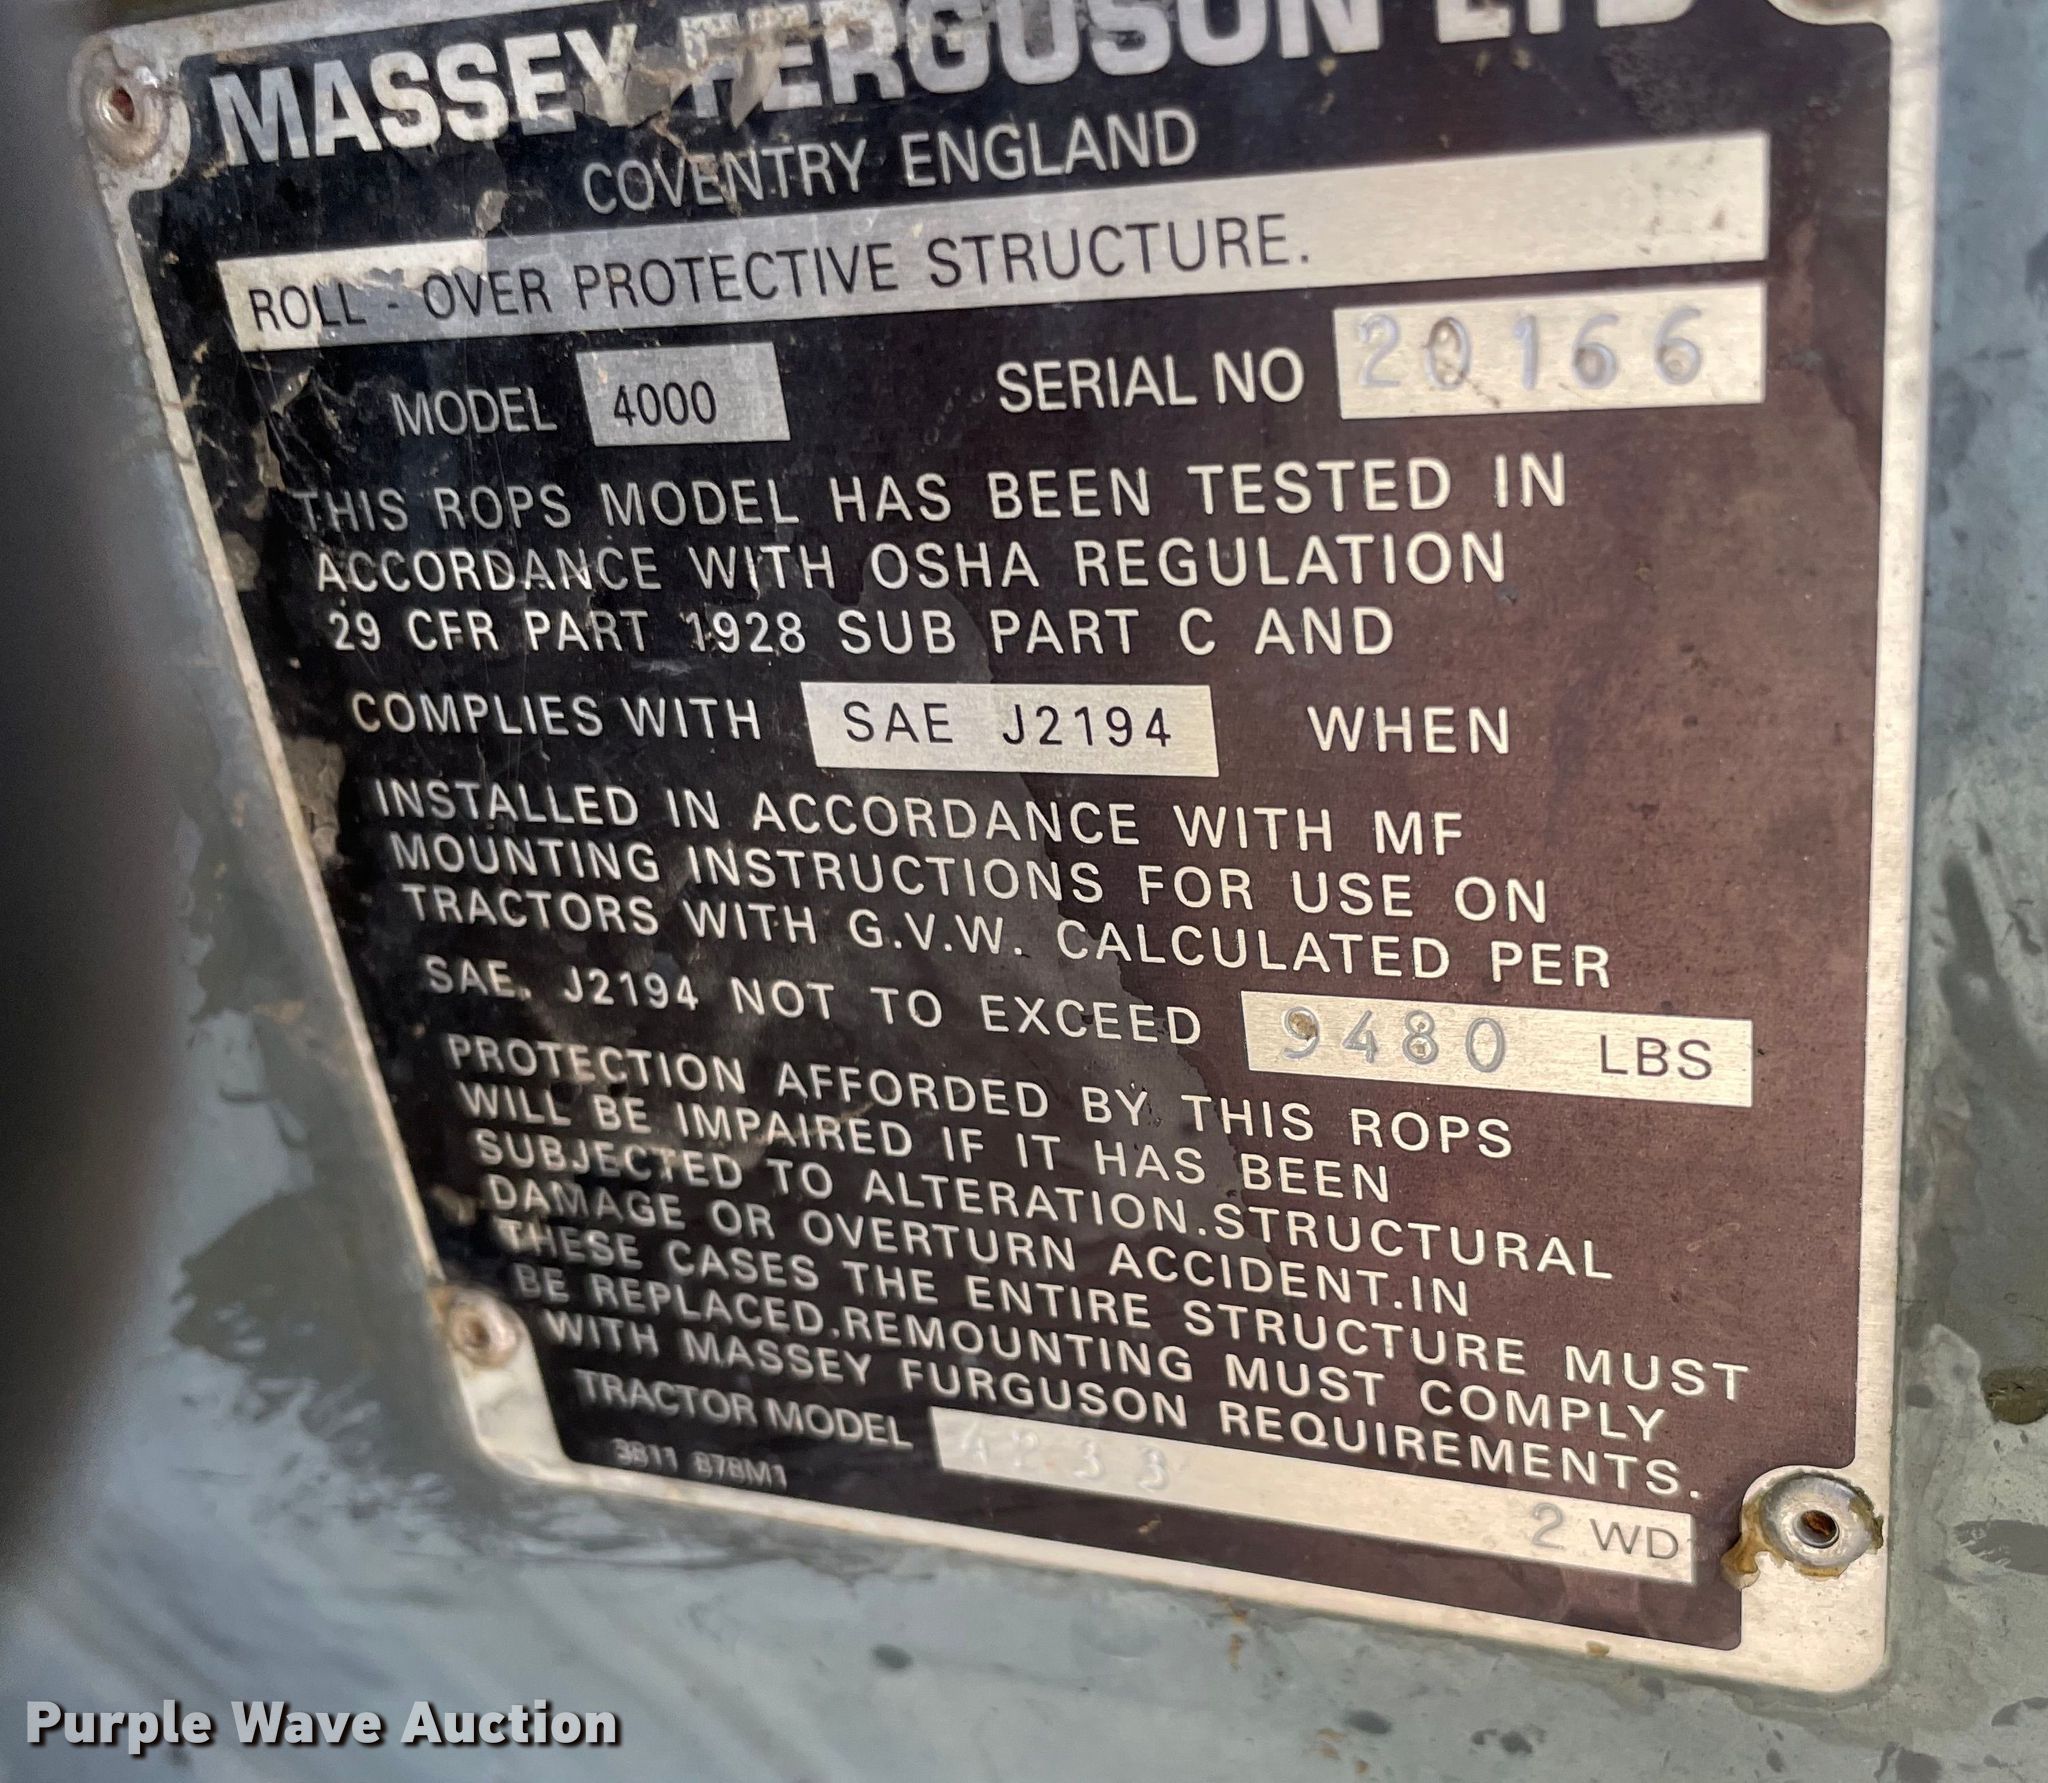 MASSEY FERGUSON LTD
COVENTRY ENGLAND
ROLL - OVER PROTECTIVE STRUCTURE.
MODEL 4000 SERIAL NO 20166
THIS ROPS MODEL HAS BEEN TESTED IN
ACCORDANCE WITH OSHA REGULATION
29 CFR PART 1928 SUB PART C AND
COMPLIES WITH SAE J2194 WHEN
INSTALLED IN ACCORDANCE WITH MF
MOUNTING INSTRUCTIONS FOR USE ON
TRACTORS WITH G.V.W. CALCULATED PER
SAE. J2194 NOT TO EXCEED 9480 LBS
PROTECTION AFFORDED BY THIS ROPS
WILL BE IMPAIRED IF IT HAS BEEN
SUBJECTED TO ALTERATION.STRUCTURAL
DAMAGE OR OVERTURN ACCIDENT.IN
THESE CASES THE ENTIRE STRUCTURE MUST
BE REPLACED.REMOUNTING MUST COMPLY
WITH MASSEY FURGUSON REQUIREMENTS.
TRACTOR MODEL 4233 2 WD
3811 878M1
Purple Wave Auction